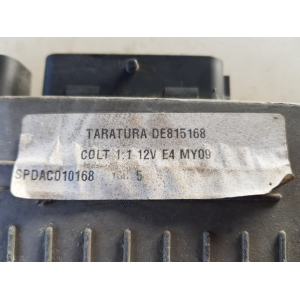 TARATURA DE815168
COLT 1.1 12V E4 MY09
SPDAC010168 5